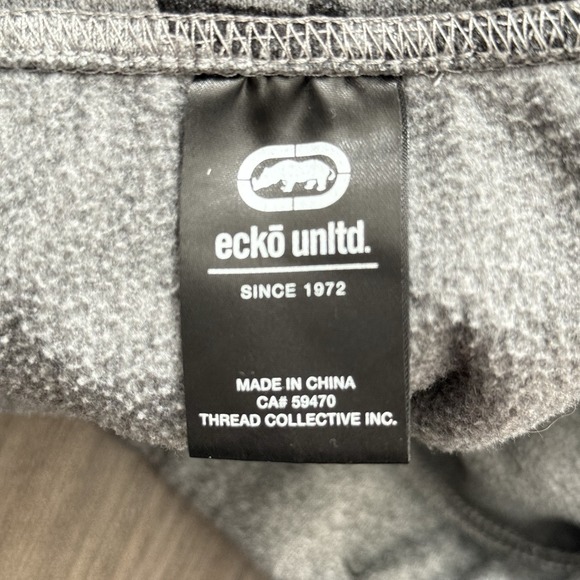 eckō unltd.
SINCE 1972
MADE IN CHINA
CA# 59470
THREAD COLLECTIVE INC.